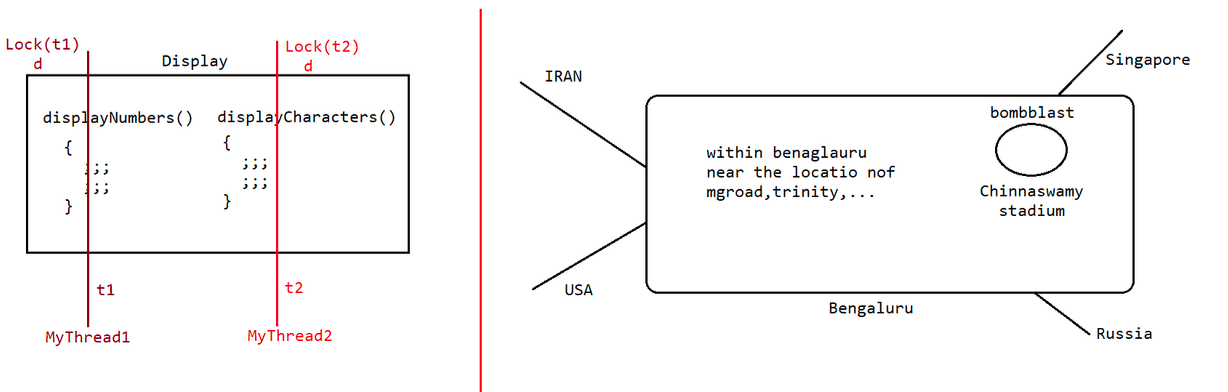 Lock(t1)
d
Display
Lock(t2)
d
displayNumbers()
{
;;;
;;;
}
displayCharacters()
{
;;;
;;;
}
t1
t2
MyThread1
MyThread2
IRAN
Singapore
bombblast
within benaglauru
near the locatio nof
mgroad,trinity,...
Chinnaswamy
stadium
USA
Bengaluru
Russia